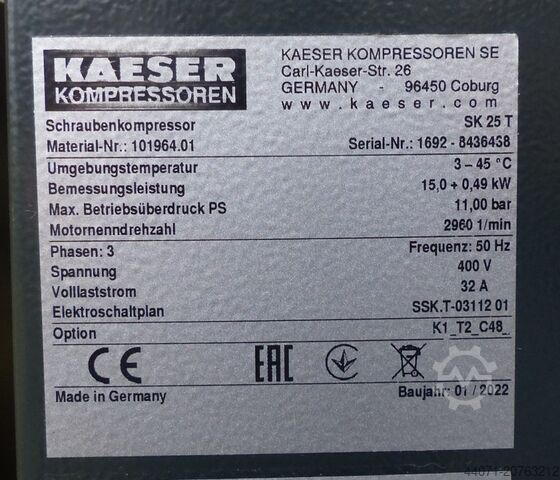 KAESER
KOMPRESSOREN
KAESER KOMPRESSOREN SE
Carl-Kaeser-Str. 26
GERMANY - 96450 Coburg
www.kaeser.com
Schraubenkompressor SK 25 T
Material-Nr.: 101964.01 Serial-Nr.: 1692 - 8436438
Umgebungstemperatur 3 – 45 °C
Bemessungsleistung 15,0 + 0,49 kW
Max. Betriebsüberdruck PS 11,00 bar
Motornenndrehzahl 2960 1/min
Phasen: 3 Frequenz: 50 Hz
Spannung 400 V
Volllaststrom 32 A
Elektroschaltplan SSK.T-03112 01
Option K1_T2_C48_
CE EAC
Made in Germany Baujahr: 01 / 2022
44071-20763212